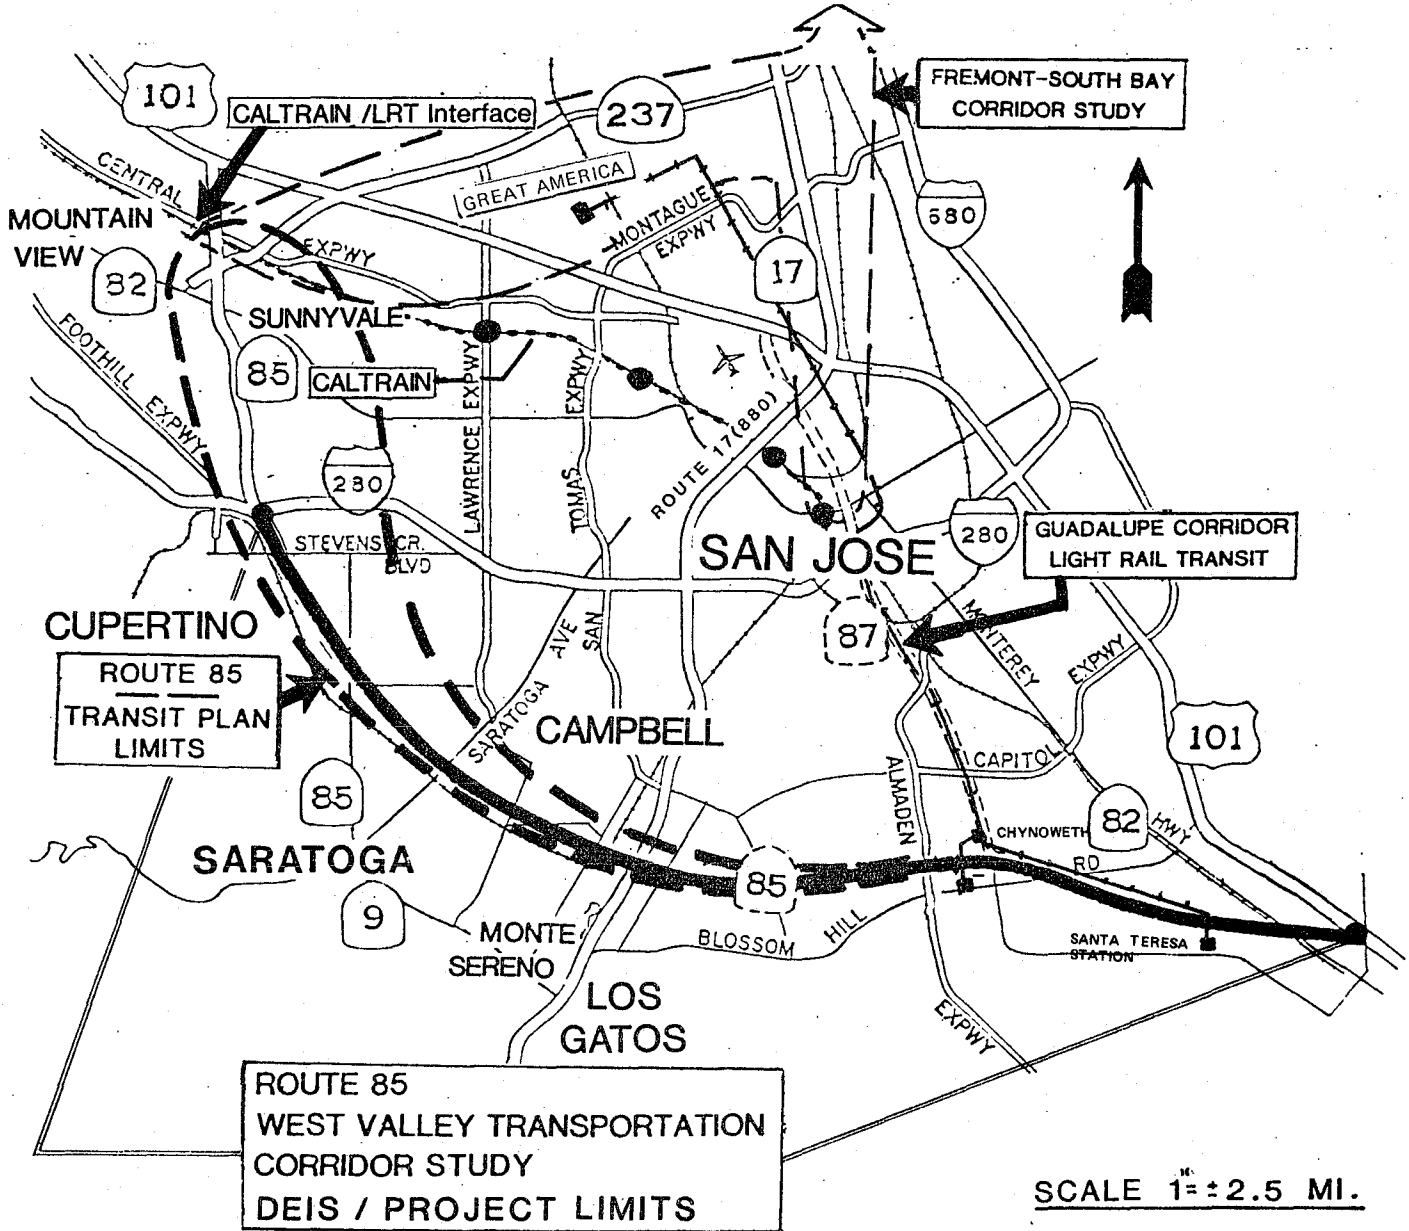 101
CALTRAIN /LRT Interface
237
FREMONT-SOUTH BAY
CORRIDOR STUDY
CENTRAL
EXPWY
GREAT AMERICA
MONTAGUE
EXPWY
680
MOUNTAIN
VIEW
82
17
SUNNYVALE
FOOTHILL EXPWY
85
CALTRAIN
LAWRENCE EXPWY
SAN TOMAS EXPWY
ROUTE 17(880)
280
STEVENS CR.
BLVD
SAN JOSE
280
GUADALUPE CORRIDOR
LIGHT RAIL TRANSIT
CUPERTINO
87
MONTEREY
HWY
EXPWY
CAPITOL
ROUTE 85
TRANSIT PLAN
LIMITS
SARATOGA AVE
CAMPBELL
101
85
ALMADEN
EXPWY
CHYNOWETH
82
RD
SARATOGA
85
9
MONTE
SERENO
BLOSSOM HILL
SANTA TERESA
STATION
LOS
GATOS
ROUTE 85
WEST VALLEY TRANSPORTATION
CORRIDOR STUDY
DEIS / PROJECT LIMITS
SCALE 1"=±2.5 MI.